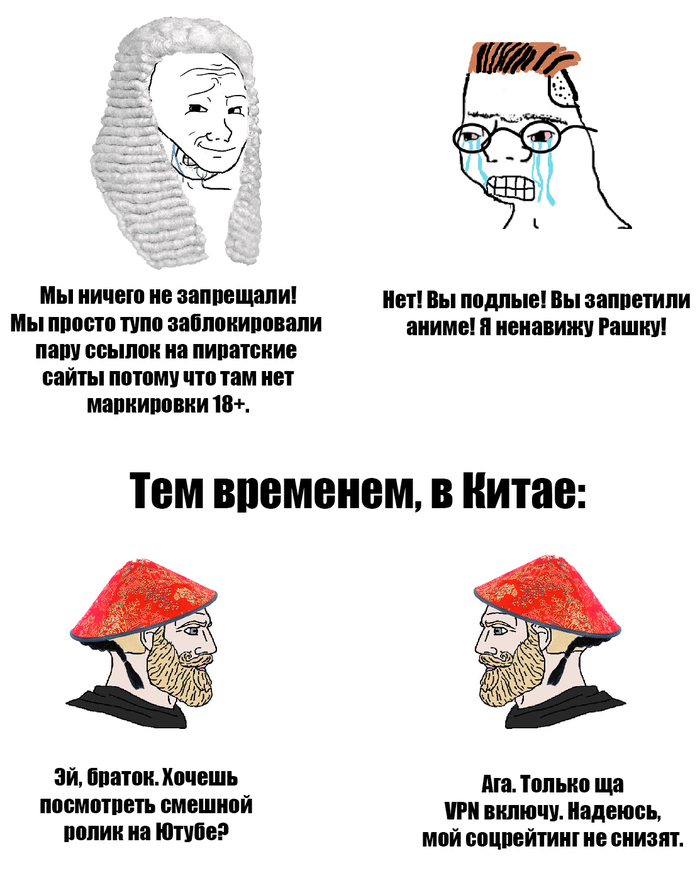 Мы ничего не запрещали!
Мы просто тупо заблокировали
пару ссылок на пиратские
сайты потому что там нет
маркировки 18+.
Нет! Вы подлые! Вы запретили
аниме! Я ненавижу Рашку!
Тем временем, в Китае:
Эй, браток. Хочешь
посмотреть смешной
ролик на Ютубе?
Ага. Только ща
VPN включу. Надеюсь,
мой соцрейтинг не снизят.